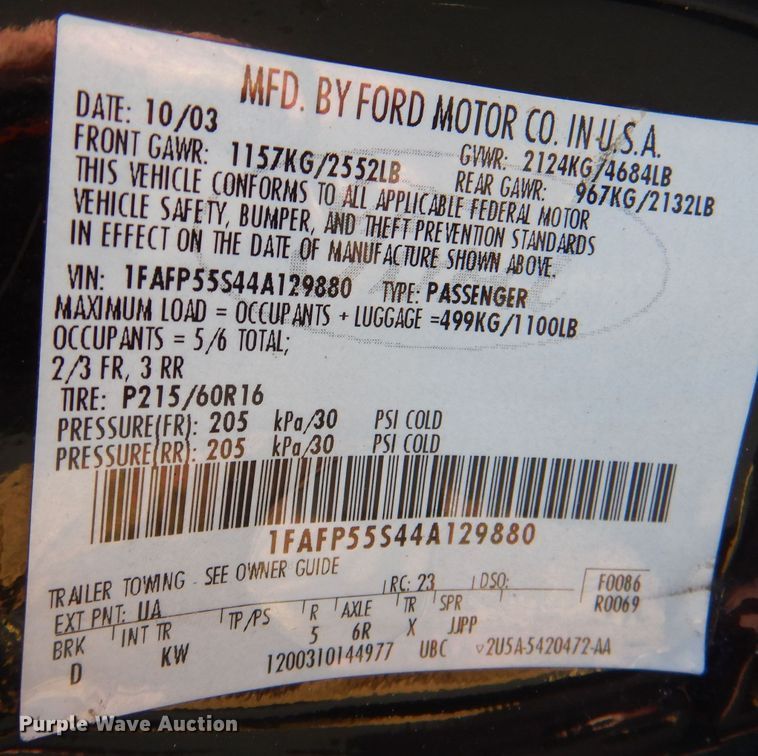 MFD. BY FORD MOTOR CO. IN U.S.A.
DATE: 10/03 GVWR: 2124KG/4684LB
FRONT GAWR: 1157KG/2552LB REAR GAWR: 967KG/2132LB
THIS VEHICLE CONFORMS TO ALL APPLICABLE FEDERAL MOTOR
VEHICLE SAFETY, BUMPER, AND THEFT PREVENTION STANDARDS
IN EFFECT ON THE DATE OF MANUFACTURE SHOWN ABOVE.
VIN: 1FAFP55S44A129880 TYPE: PASSENGER
MAXIMUM LOAD = OCCUPANTS + LUGGAGE =499KG/1100LB
OCCUPANTS = 5/6 TOTAL;
2/3 FR, 3 RR
TIRE: P215/60R16
PRESSURE(FR): 205 kPa/30 PSI COLD
PRESSURE(RR): 205 kPa/30 PSI COLD
1FAFP55S44A129880
TRAILER TOWING - SEE OWNER GUIDE
EXT PNT: UA RC: 23 DSO: F0086
R0069
BRK INT TR TP/PS R AXLE TR SPR
D KW 5 6R X JJPP
1200310144977 UBC ▽2U5A-5420472-AA
Purple Wave Auction